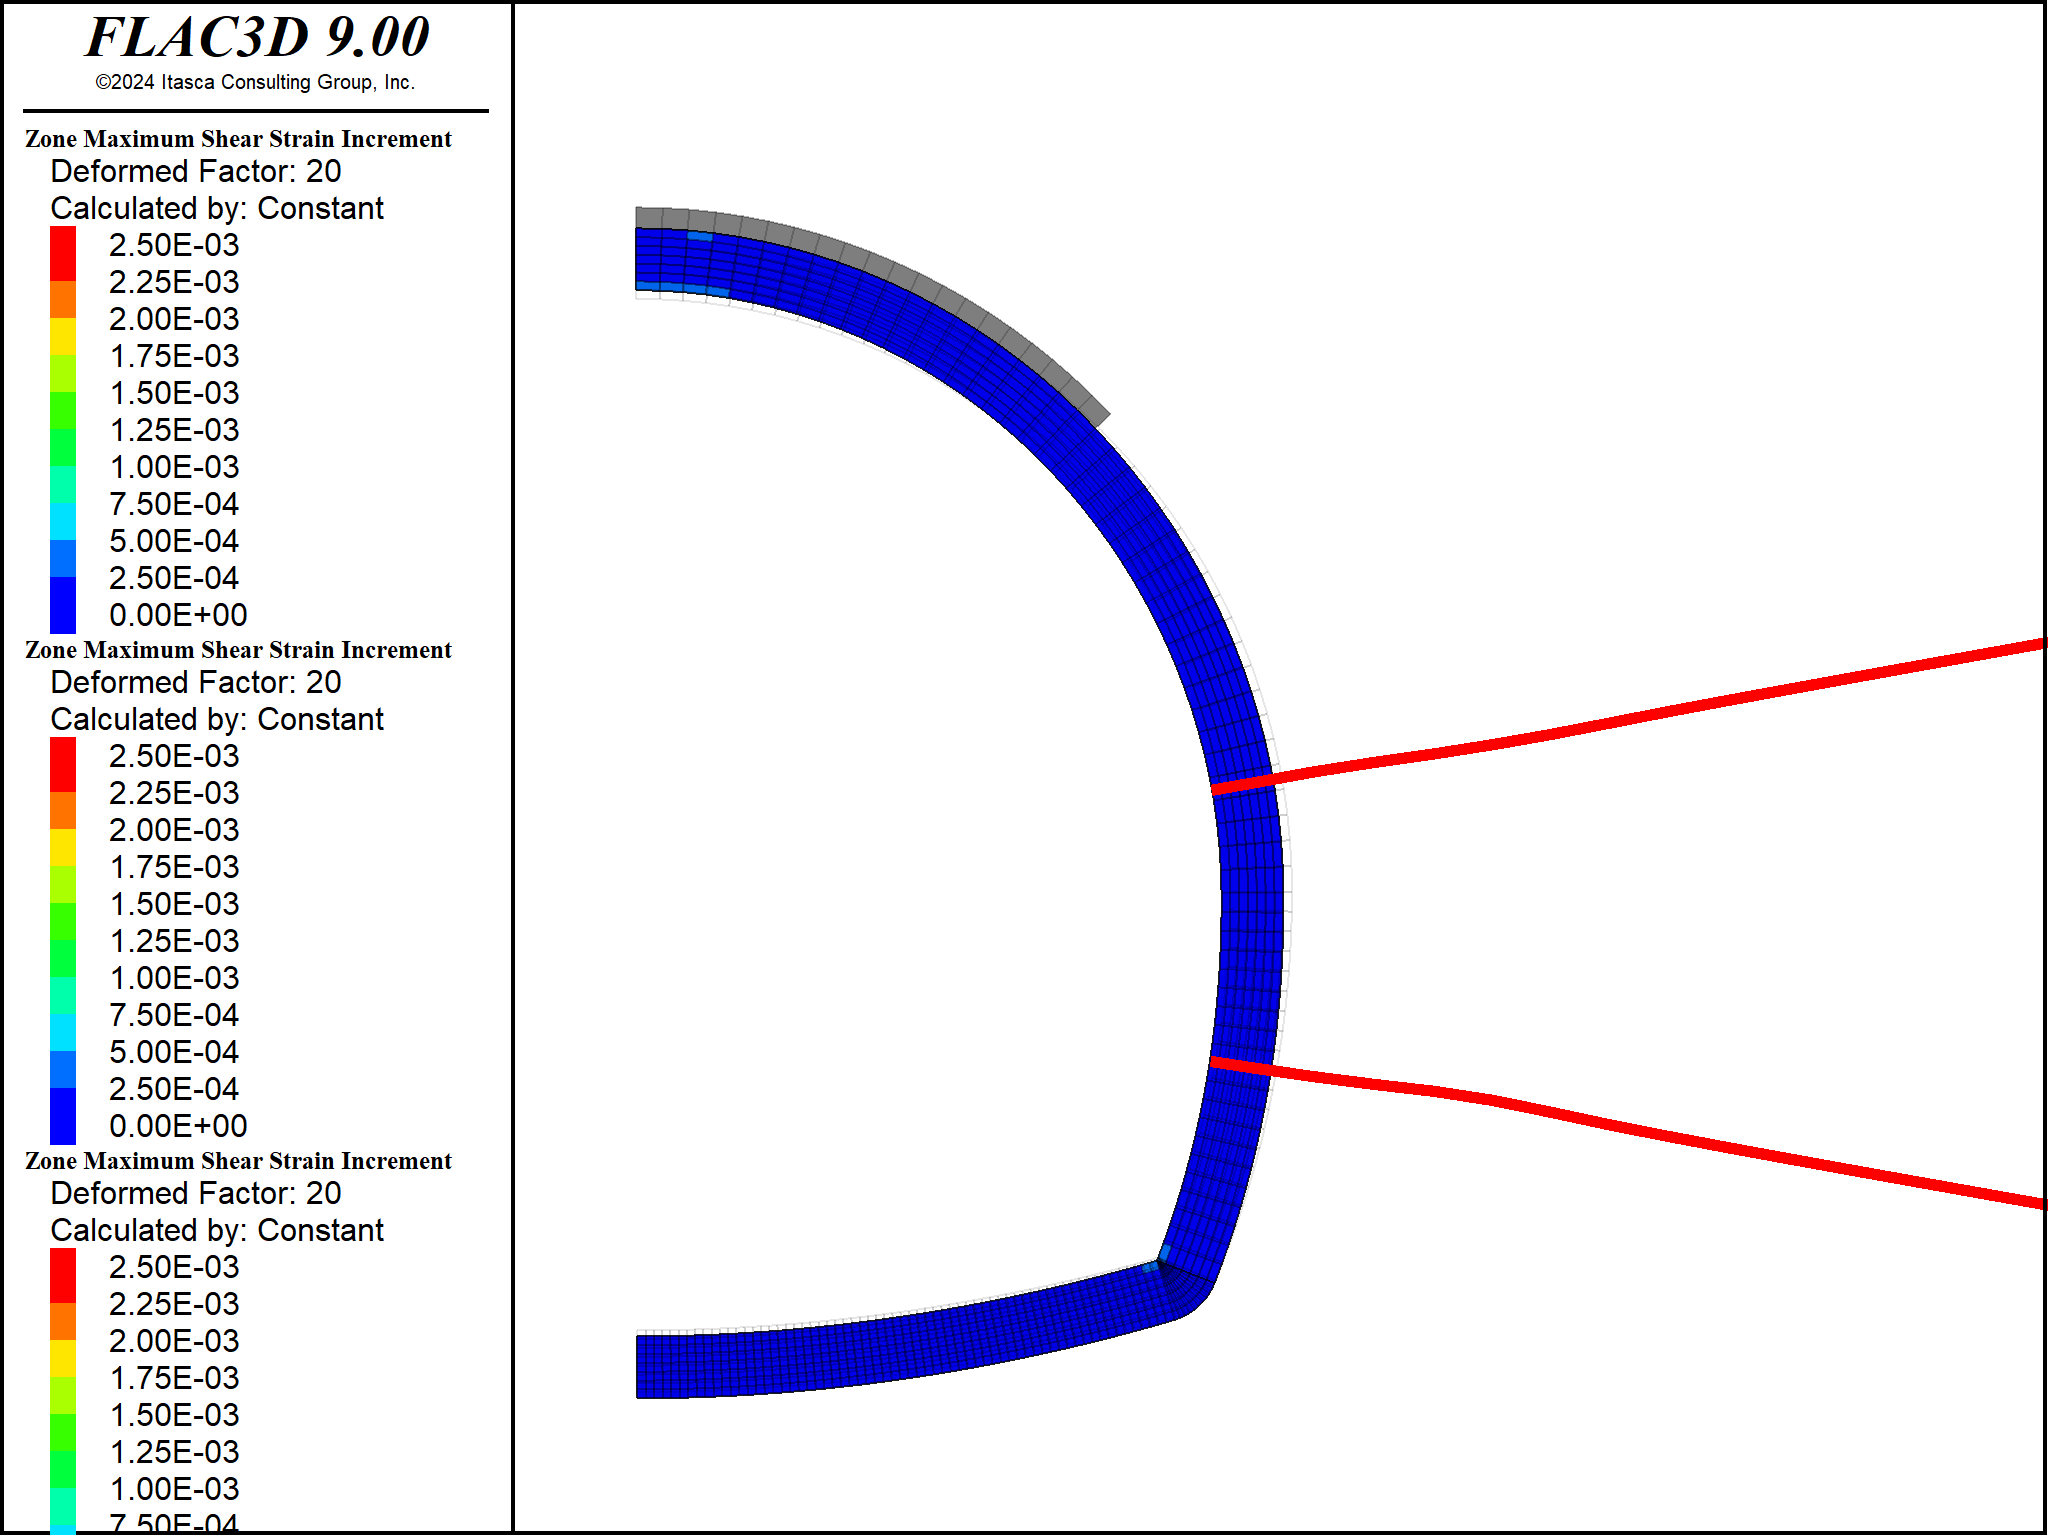 FLAC3D 9.00
©2024 Itasca Consulting Group, Inc.
Zone Maximum Shear Strain Increment
Deformed Factor: 20
Calculated by: Constant
2.50E-03
2.25E-03
2.00E-03
1.75E-03
1.50E-03
1.25E-03
1.00E-03
7.50E-04
5.00E-04
2.50E-04
0.00E+00
Zone Maximum Shear Strain Increment
Deformed Factor: 20
Calculated by: Constant
2.50E-03
2.25E-03
2.00E-03
1.75E-03
1.50E-03
1.25E-03
1.00E-03
7.50E-04
5.00E-04
2.50E-04
0.00E+00
Zone Maximum Shear Strain Increment
Deformed Factor: 20
Calculated by: Constant
2.50E-03
2.25E-03
2.00E-03
1.75E-03
1.50E-03
1.25E-03
1.00E-03
7.50E-04